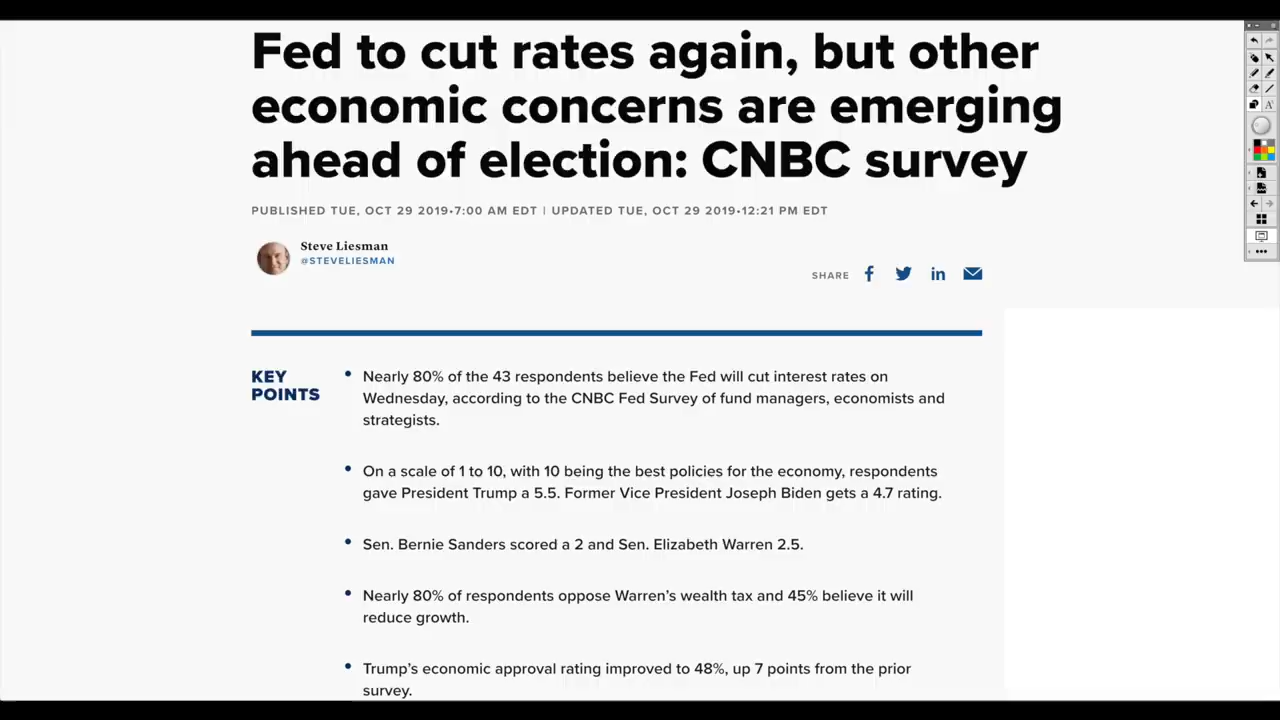 Fed to cut rates again, but other
economic concerns are emerging
ahead of election: CNBC survey
PUBLISHED TUE, OCT 29 2019•7:00 AM EDT | UPDATED TUE, OCT 29 2019•12:21 PM EDT
Steve Liesman
@STEVELIESMAN
SHARE
KEY
POINTS
• Nearly 80% of the 43 respondents believe the Fed will cut interest rates on
Wednesday, according to the CNBC Fed Survey of fund managers, economists and
strategists.
• On a scale of 1 to 10, with 10 being the best policies for the economy, respondents
gave President Trump a 5.5. Former Vice President Joseph Biden gets a 4.7 rating.
• Sen. Bernie Sanders scored a 2 and Sen. Elizabeth Warren 2.5.
• Nearly 80% of respondents oppose Warren’s wealth tax and 45% believe it will
reduce growth.
• Trump’s economic approval rating improved to 48%, up 7 points from the prior
survey.